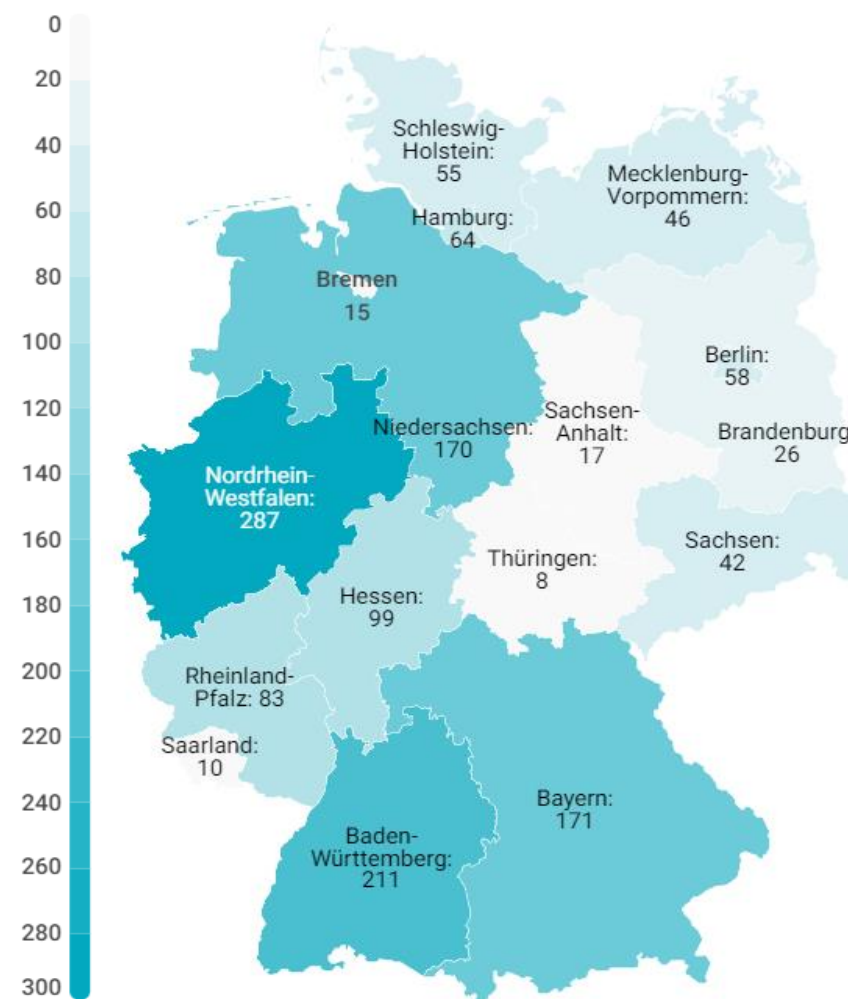 0
20
40
60
80
100
120
140
160
180
200
220
240
260
280
300
Schleswig-
Holstein:
55
Mecklenburg-
Vorpommern:
46
Hamburg:
64
Bremen
15
Berlin:
58
Sachsen-
Anhalt:
17
Brandenburg
26
Niedersachsen:
170
Nordrhein-
Westfalen:
287
Sachsen:
42
Thüringen:
8
Hessen:
99
Rheinland-
Pfalz: 83
Saarland:
10
Bayern:
171
Baden-
Württemberg:
211